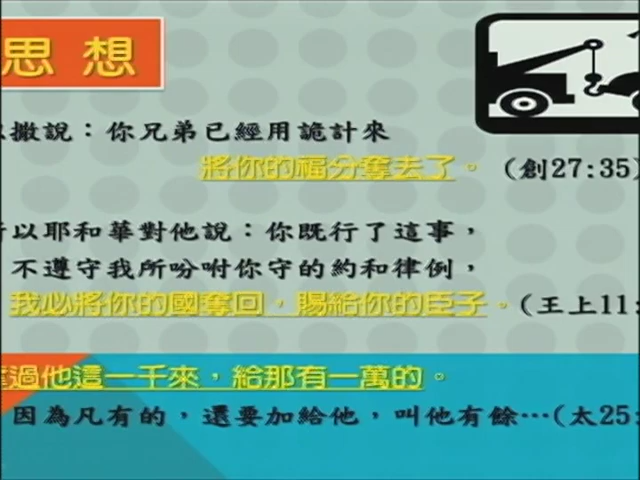 思想
撒說：你兄弟已經用詭計來
將你的福分奪去了。(創27:35)
以耶和華對他說：你既行了這事，
不遵守我所吩咐你守的約和律例，
我必將你的國奪回，賜給你的臣子。(王上11:
過他這一千來，給那有一萬的。
因為凡有的，還要加給他，叫他有餘…(太25: